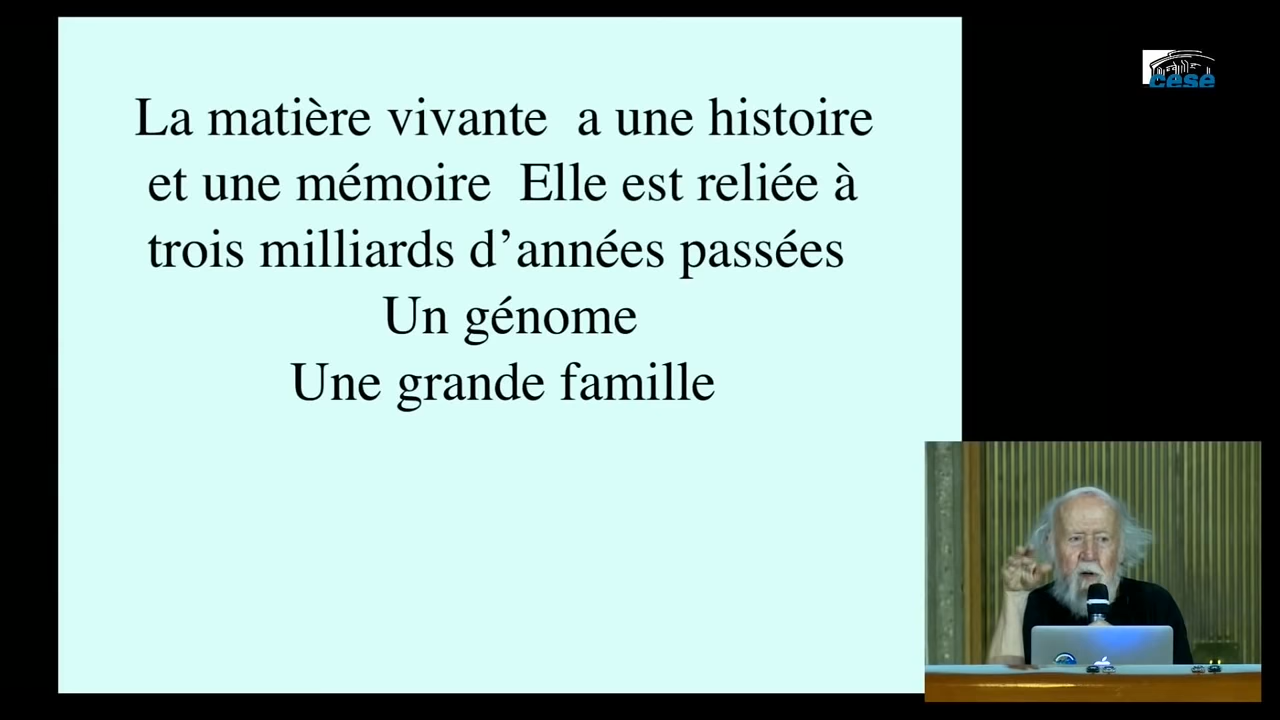 La matière vivante  a une histoire
et une mémoire  Elle est reliée à
trois milliards d’années passées
Un génome
Une grande famille
cese